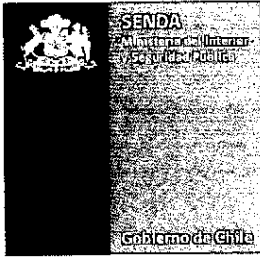 SENDA
Ministerio del Interior
y Seguridad Pública
Gobierno de Chile